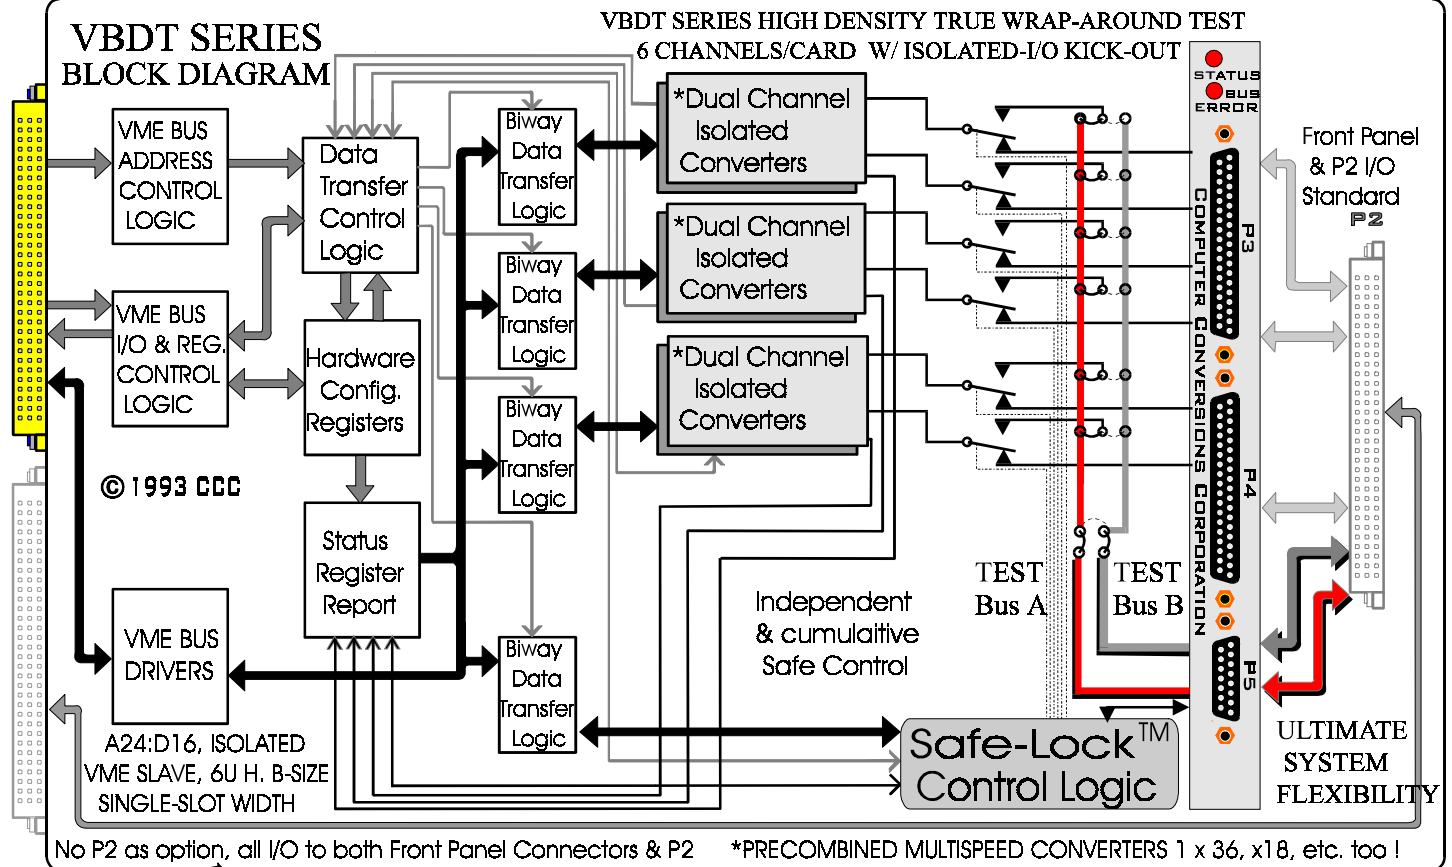 VBDT SERIES
BLOCK DIAGRAM
VBDT SERIES HIGH DENSITY TRUE WRAP-AROUND TEST
6 CHANNELS/CARD W/ ISOLATED-I/O KICK-OUT
VME BUS
ADDRESS
CONTROL
LOGIC
Data
Transfer
Control
Logic
VME BUS
I/O & REG.
CONTROL
LOGIC
Hardware
Config.
Registers
© 1993 CCC
Status
Register
Report
VME BUS
DRIVERS
A24:D16, ISOLATED
VME SLAVE, 6U H. B-SIZE
SINGLE-SLOT WIDTH
Biway
Data
Transfer
Logic
Biway
Data
Transfer
Logic
Biway
Data
Transfer
Logic
Biway
Data
Transfer
Logic
*Dual Channel
Isolated
Converters
*Dual Channel
Isolated
Converters
*Dual Channel
Isolated
Converters
Independent
& cumulaitive
Safe Control
TEST
Bus A
TEST
Bus B
Safe-Lock™
Control Logic
STATUS
BUS
ERROR
COMPUTER CONVERSIONS CORPORATION
P3
P4
P5
Front Panel
& P2 I/O
Standard
P2
ULTIMATE
SYSTEM
FLEXIBILITY
No P2 as option, all I/O to both Front Panel Connectors & P2
*PRECOMBINED MULTISPEED CONVERTERS 1 x 36, x18, etc. too !